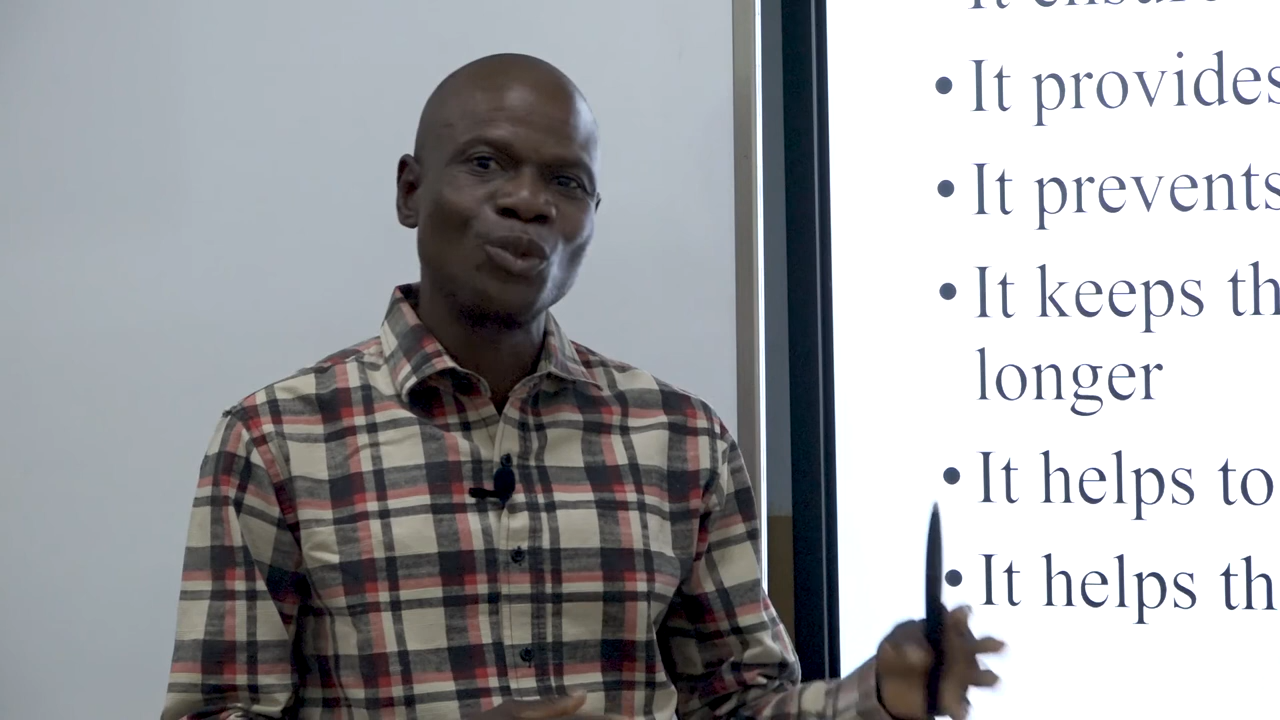 • It provides
• It prevents
• It keeps th
longer
• It helps to
• It helps th